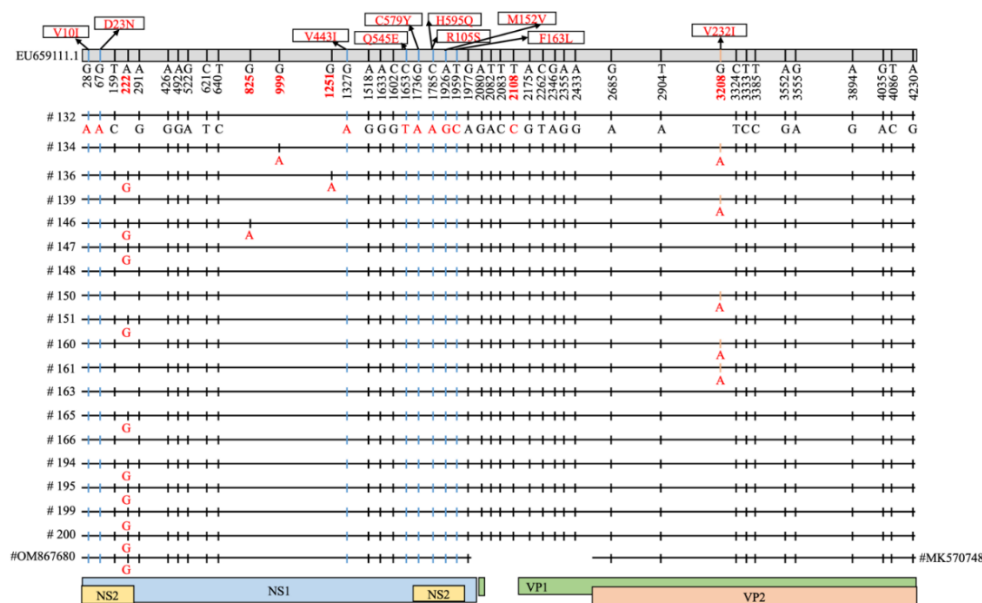 V10I D23N V443I Q545E C579Y H595Q R105S M152V F163L V232I
EU659111.1
G G T A A A A G C T G G G G A A C C G C A T G A T T T A C G A A G T G C T T A G A G T A
28 67 159 222 291 426 492 522 621 640 825 999 1251 1327 1518 1653 1736 1785 1926 1959 1977 2080 2082 2083 2108 2175 2262 2346 2355 2433 2685 2904 3208 3324 3333 3385 3552 3555 3894 4035 4086 4230
# 132
A A C G G G A T C A G G G T A A G C A G A C C G T A G G A A T C C G A G A C G
# 134
A A
# 136
G A
# 139
A
# 146
G A
# 147
G
# 148
# 150
A
# 151
G
# 160
A
# 161
A
# 163
# 165
G
# 166
# 194
G
# 195
G
# 199
G
# 200
G
#OM867680 #MK570748
G
NS2 NS1 NS2 VP1 VP2